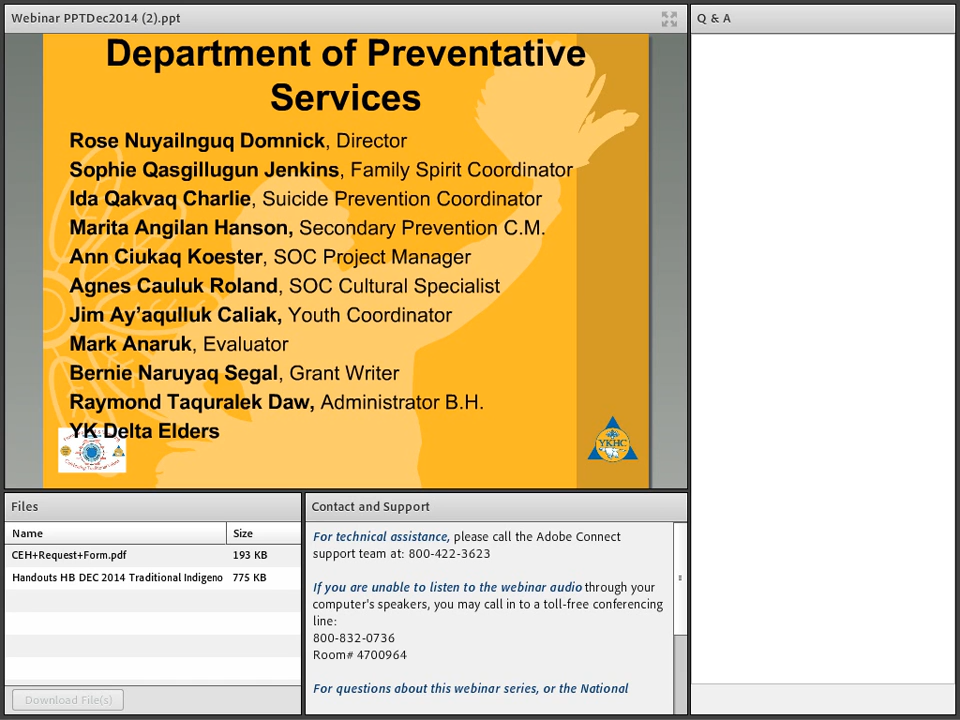 Webinar PPTDec2014 (2).ppt
Department of Preventative
Services
Rose Nuyailnguq Domnick, Director
Sophie Qasgillugun Jenkins, Family Spirit Coordinator
Ida Qakvaq Charlie, Suicide Prevention Coordinator
Marita Angilan Hanson, Secondary Prevention C.M.
Ann Ciukaq Koester, SOC Project Manager
Agnes Cauluk Roland, SOC Cultural Specialist
Jim Ay’aqulluk Caliak, Youth Coordinator
Mark Anaruk, Evaluator
Bernie Naruyaq Segal, Grant Writer
Raymond Taquralek Daw, Administrator B.H.
YK Delta Elders
YKHC
Q & A
Files
Name Size
CEH+Request+Form.pdf 193 KB
Handouts HB DEC 2014 Traditional Indigeno 775 KB
Download File(s)
Contact and Support
For technical assistance, please call the Adobe Connect
support team at: 800-422-3623
If you are unable to listen to the webinar audio through your
computer's speakers, you may call in to a toll-free conferencing
line:
800-832-0736
Room# 4700964
For questions about this webinar series, or the National